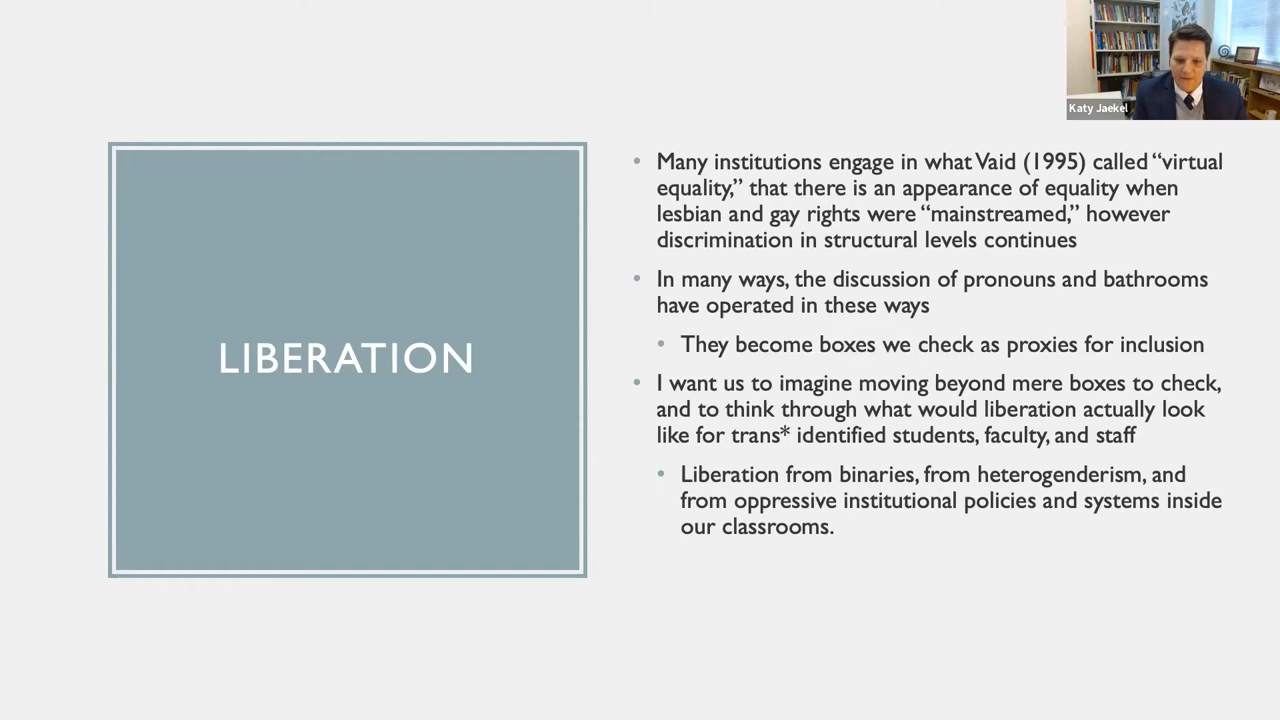 Katy Jaekel
LIBERATION
• Many institutions engage in what Vaid (1995) called “virtual
equality,” that there is an appearance of equality when
lesbian and gay rights were “mainstreamed,” however
discrimination in structural levels continues
• In many ways, the discussion of pronouns and bathrooms
have operated in these ways
• They become boxes we check as proxies for inclusion
• I want us to imagine moving beyond mere boxes to check,
and to think through what would liberation actually look
like for trans* identified students, faculty, and staff
• Liberation from binaries, from heterogenderism, and
from oppressive institutional policies and systems inside
our classrooms.